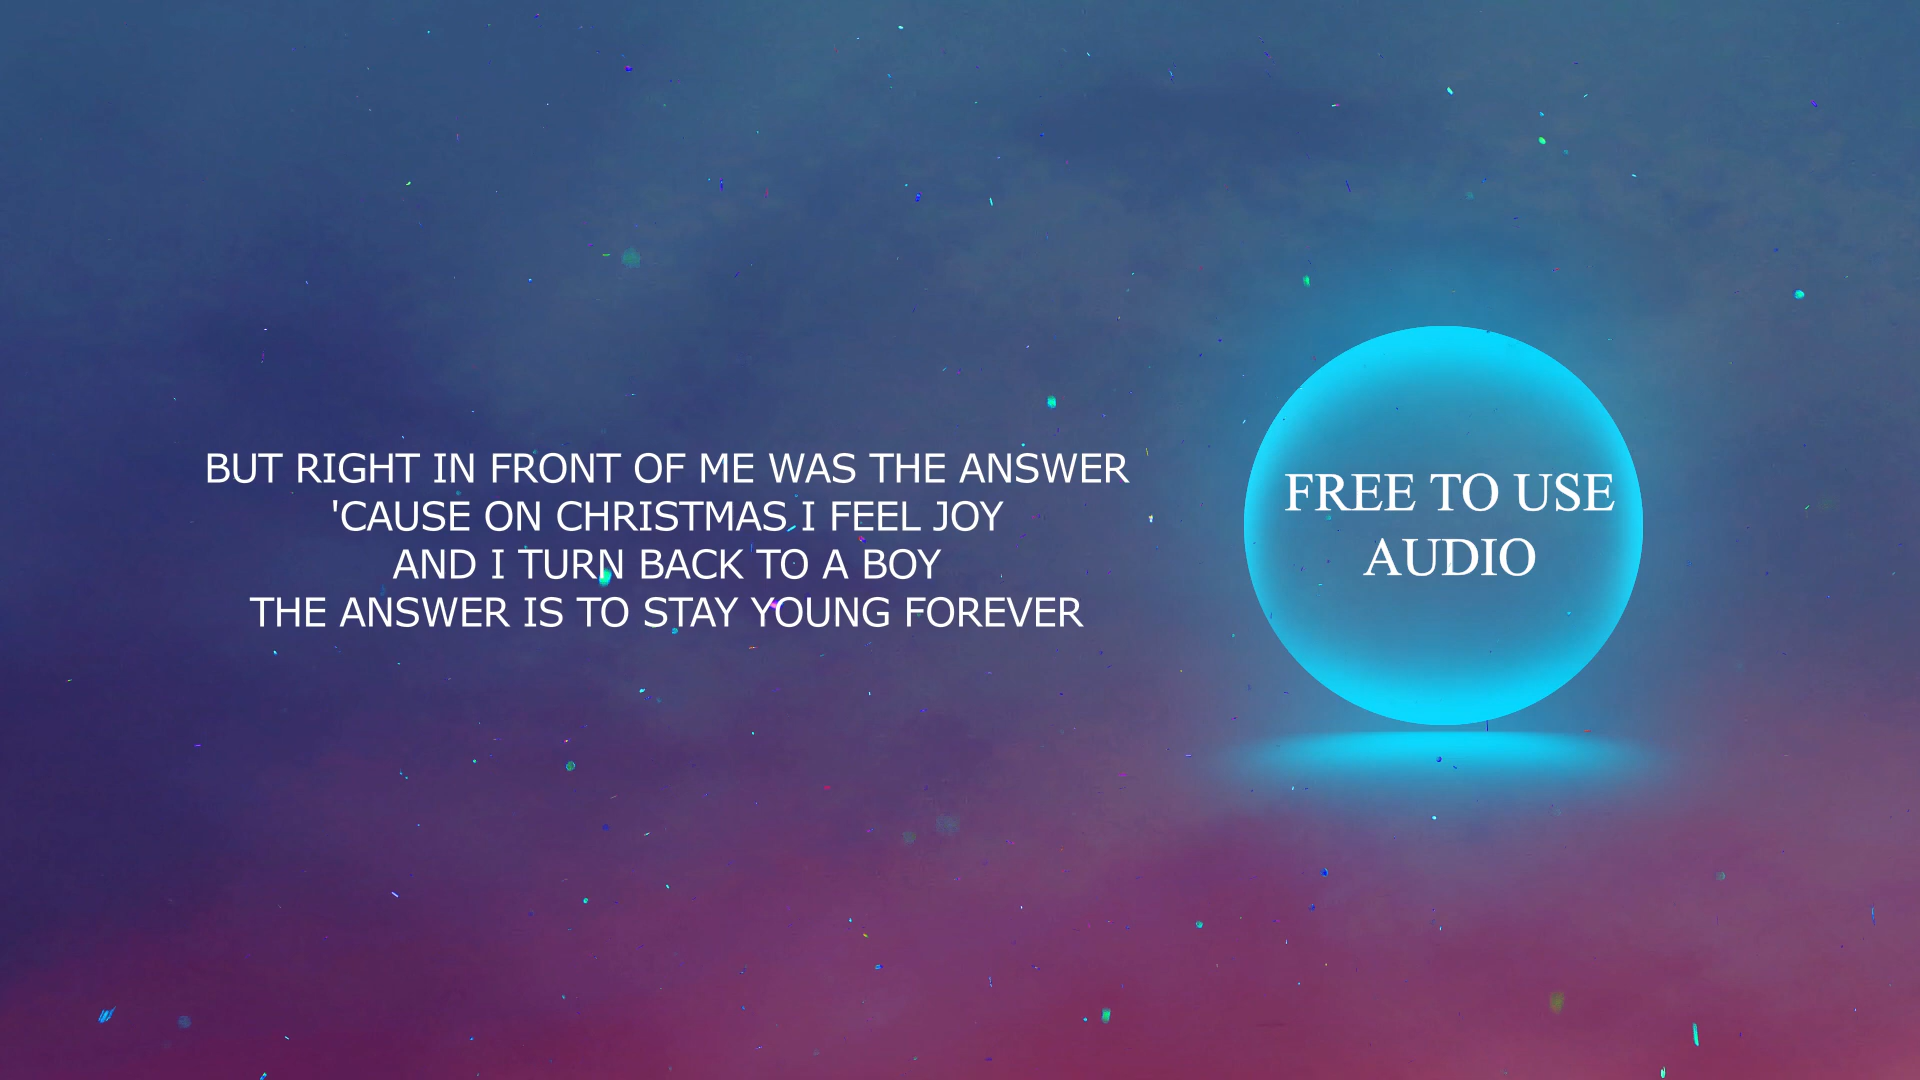 BUT RIGHT IN FRONT OF ME WAS THE ANSWER
'CAUSE ON CHRISTMAS I FEEL JOY
AND I TURN BACK TO A BOY
THE ANSWER IS TO STAY YOUNG FOREVER
FREE TO USE
AUDIO